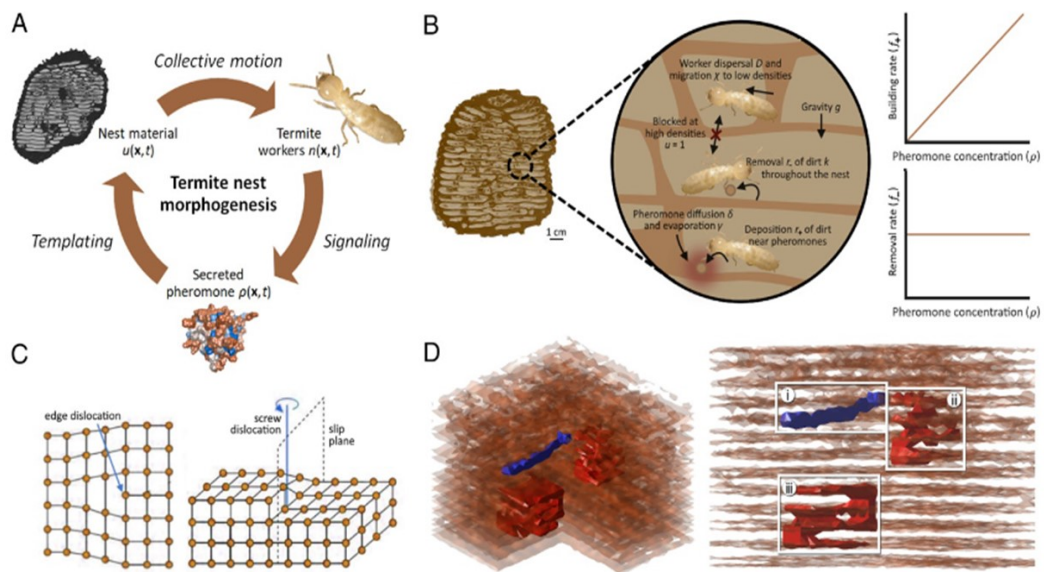 A
Collective motion
Nest material
u(x,t)
Termite
workers n(x,t)
Termite nest
morphogenesis
Templating
Signaling
Secreted
pheromone ρ(x,t)
B
1 cm
Worker dispersal D and
migration χ to low densities
Gravity g
Blocked at
high densities
u = 1
Removal r₋ of dirt k
throughout the nest
Pheromone diffusion δ
and evaporation γ
Deposition r₊ of dirt
near pheromones
Building rate (f₊)
Pheromone concentration (ρ)
Removal rate (f₋)
Pheromone concentration (ρ)
C
edge dislocation
screw
dislocation
slip
plane
D
i
ii
iii